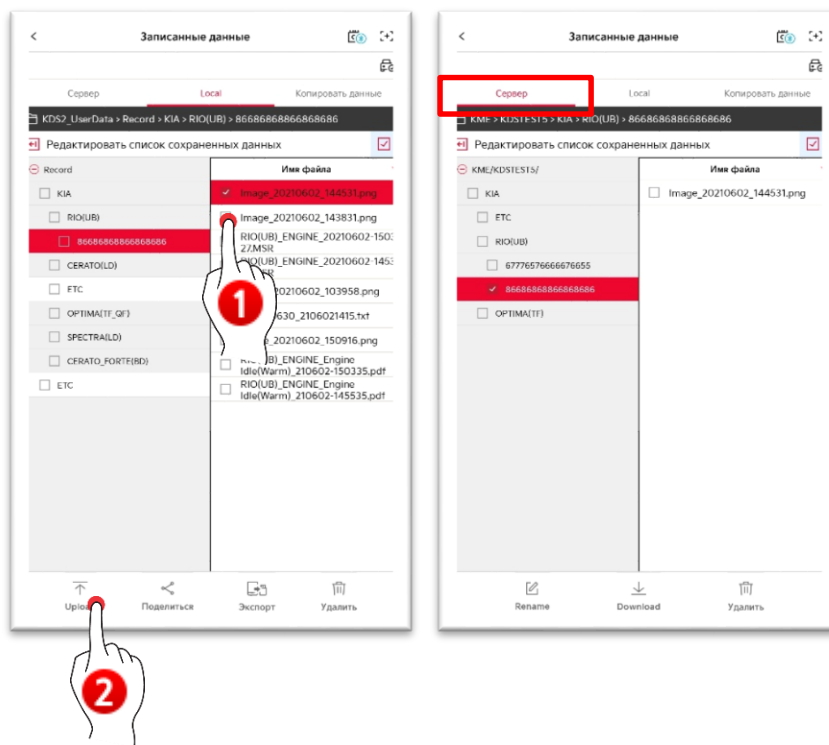 Записанные данные
Сервер Local Копировать данные
KDS2_UserData > Record > KIA > RIO(UB) > 86686868866868686
Редактировать список сохраненных данных
Record
KIA
RIO(UB)
86686868866868686
CERATO(LD)
ETC
OPTIMA(TF_QF)
SPECTRA(LD)
CERATO_FORTE(BD)
ETC
Имя файла
Image_20210602_144531.png
Image_20210602_143831.png
RIO(UB)_ENGINE_20210602-1503
27.MSR
RIO(UB)_ENGINE_20210602-1453
20210602_103958.png
630_2106021415.txt
20210602_150916.png
ENGINE_Engine
Idle(Warm)_210602-150335.pdf
RIO(UB)_ENGINE_Engine
Idle(Warm)_210602-145535.pdf
1
Поделиться Экспорт Удалить
2
Записанные данные
Сервер Local Копировать данные
KME > KDSTEST5 > KIA > RIO(UB) > 86686868866868686
Редактировать список сохраненных данных
KME/KDSTEST5/
KIA
ETC
RIO(UB)
67776576666676655
86686868866868686
OPTIMA(TF)
Имя файла
Image_20210602_144531.png
Rename Download Удалить